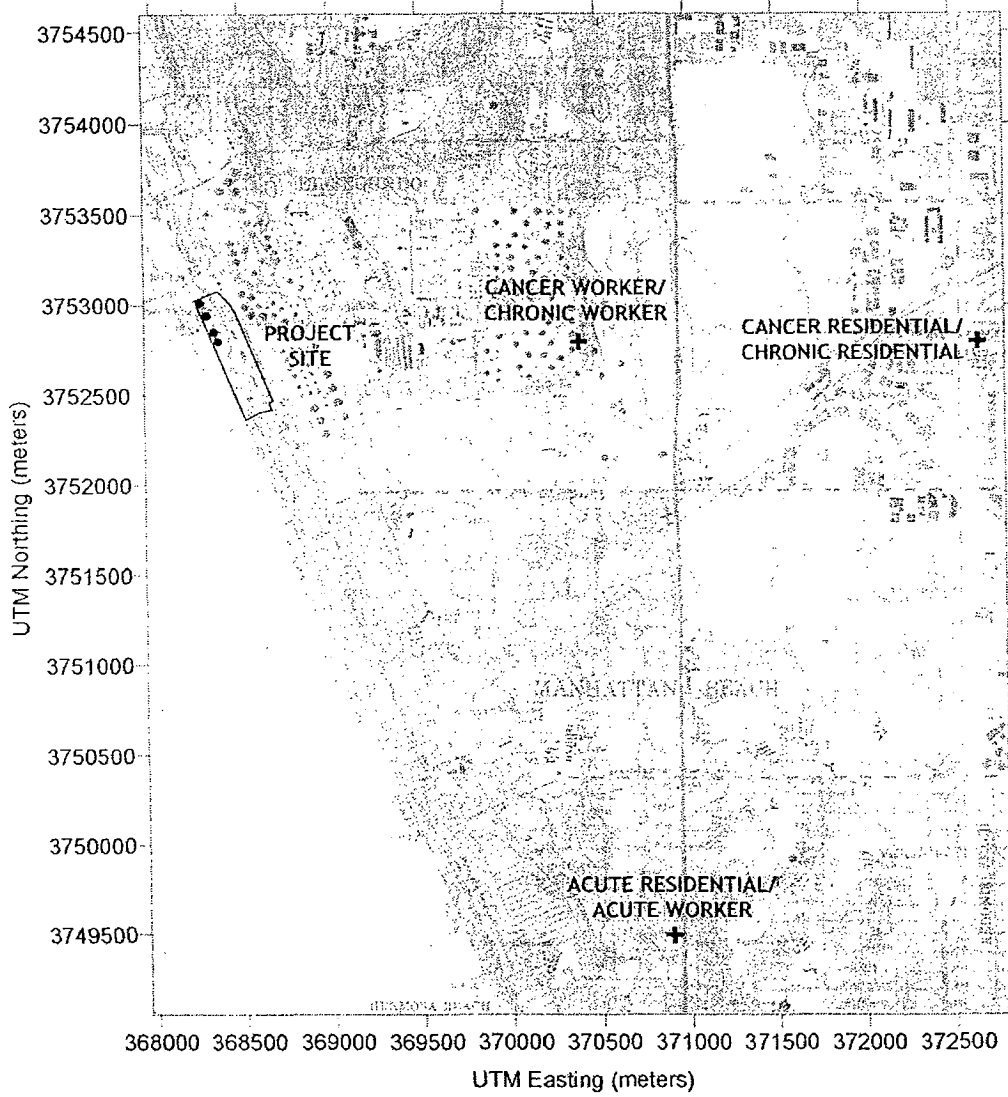 3754500
3754000
3753500
3753000
3752500
3752000
3751500
3751000
3750500
3750000
3749500
UTM Northing (meters)
CANCER WORKER/
CHRONIC WORKER
PROJECT
SITE
CANCER RESIDENTIAL/
CHRONIC RESIDENTIAL
MANHATTAN BEACH
ACUTE RESIDENTIAL/
ACUTE WORKER
HERMOSA BEACH
368000 368500 369000 369500 370000 370500 371000 371500 372000 372500
UTM Easting (meters)